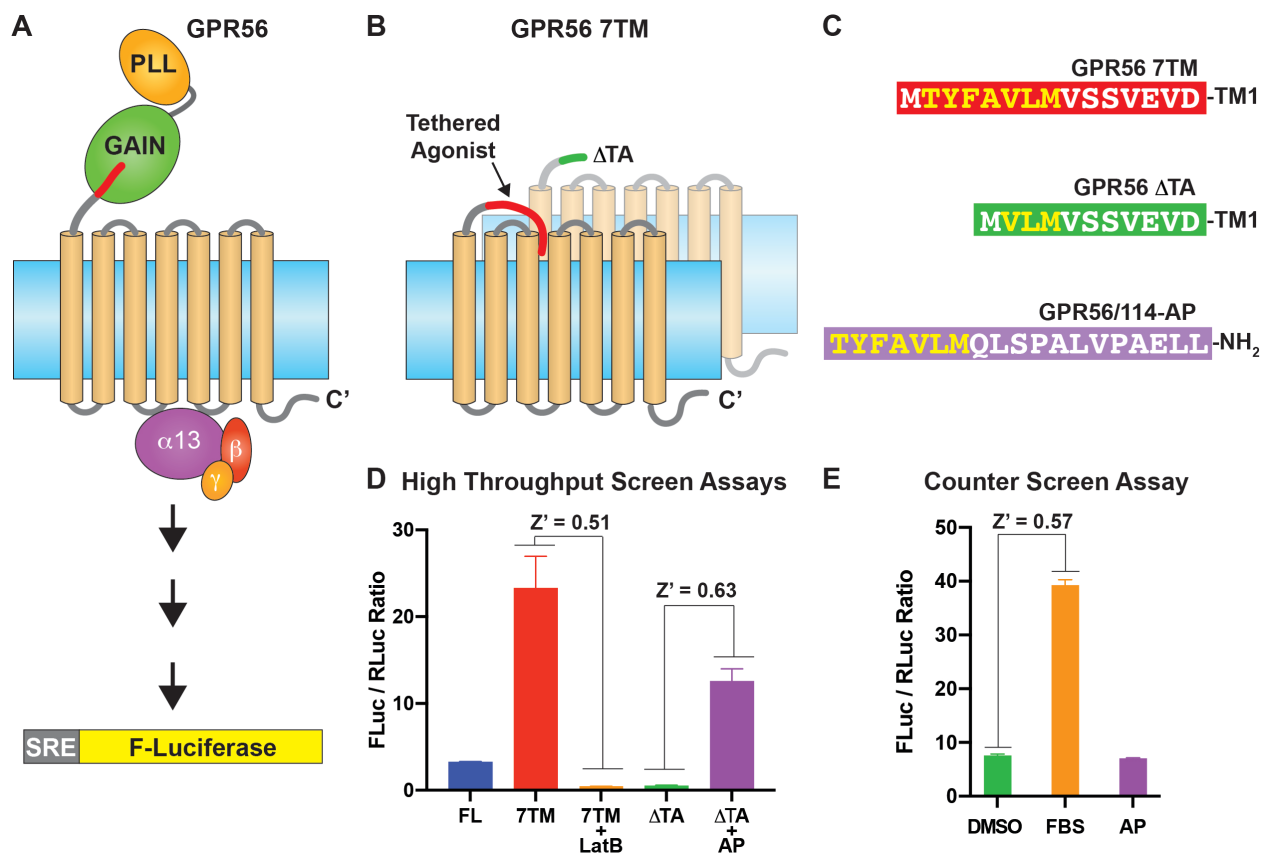 A
GPR56
PLL
GAIN
C’
α13
β
γ
SRE
F-Luciferase
B
GPR56 7TM
Tethered
Agonist
ΔTA
C’
C
GPR56 7TM
MTYFAVLMVSSVEVD-TM1
GPR56 ΔTA
MVLMVSSVEVD-TM1
GPR56/114-AP
TYFAVLMQLSPALVPAELL-NH2
D High Throughput Screen Assays
Z’ = 0.51
Z’ = 0.63
FLuc / RLuc Ratio
30
20
10
0
FL
7TM
7TM
+
LatB
ΔTA
ΔTA
+
AP
E Counter Screen Assay
Z’ = 0.57
FLuc / RLuc Ratio
50
40
30
20
10
0
DMSO
FBS
AP